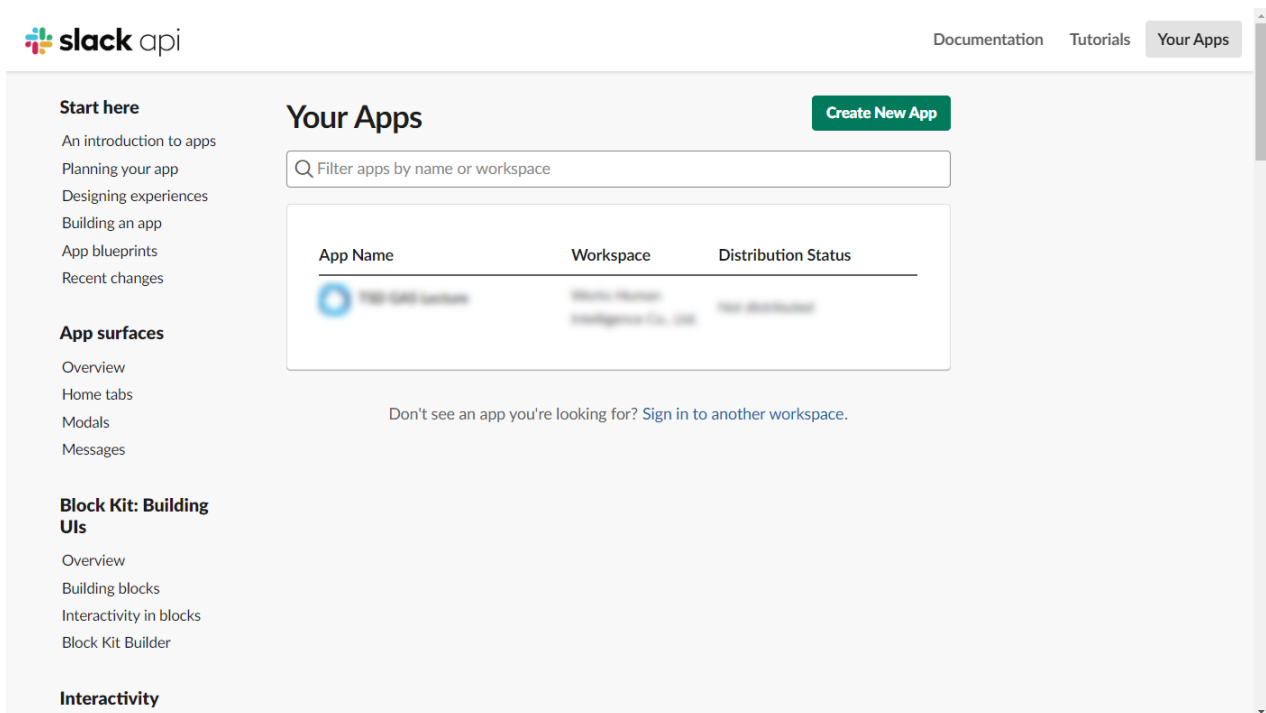 slack api
Documentation
Tutorials
Your Apps
Start here
An introduction to apps
Planning your app
Designing experiences
Building an app
App blueprints
Recent changes
App surfaces
Overview
Home tabs
Modals
Messages
Block Kit: Building
UIs
Overview
Building blocks
Interactivity in blocks
Block Kit Builder
Interactivity
Your Apps
Create New App
Filter apps by name or workspace
App Name
Workspace
Distribution Status
Don't see an app you're looking for? Sign in to another workspace.